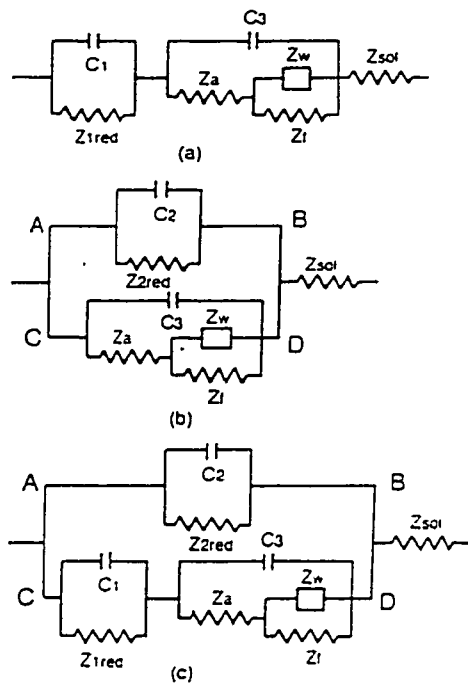 C3
C1
Zw
Zsol
Za
Z1red
Zf
(a)
A
B
C2
Zsol
Z2red
C3
Zw
C
Za
D
Zf
(b)
A
B
C2
Zsol
Z2red
C3
C1
Zw
C
Za
D
Z1red
Zf
(c)